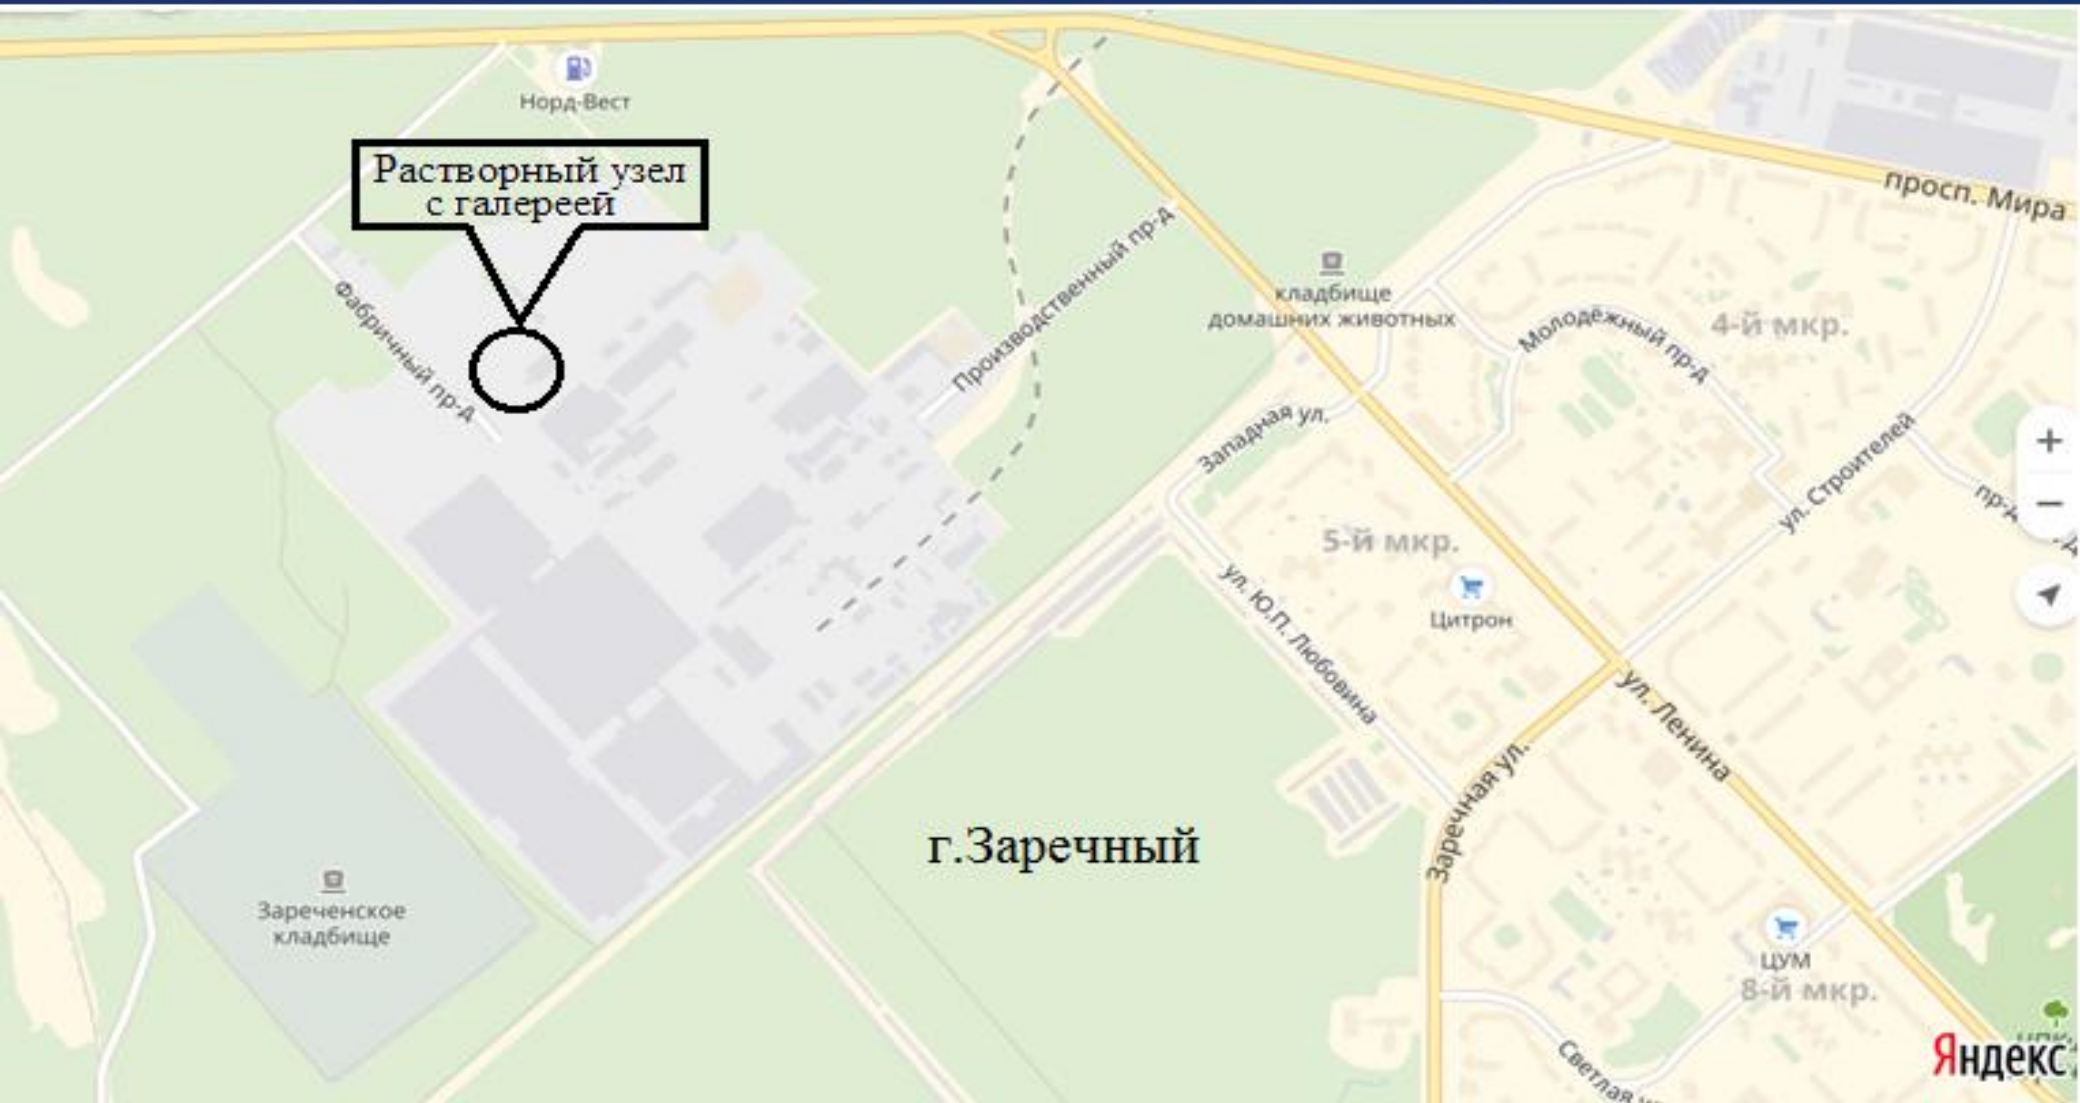 Норд-Вест
Растворный узел
с галереей
просп. Мира
Производственный пр-д
кладбище
домашних животных
Фабричный пр-д
Молодёжный пр-д
4-й мкр.
Западная ул.
ул. Строителей
+
−
5-й мкр.
Цитрон
ул. Ю.П. Любовина
ул. Ленина
Заречная ул.
г.Заречный
Зареченское
кладбище
ЦУМ
8-й мкр.
Светлая
Яндекс